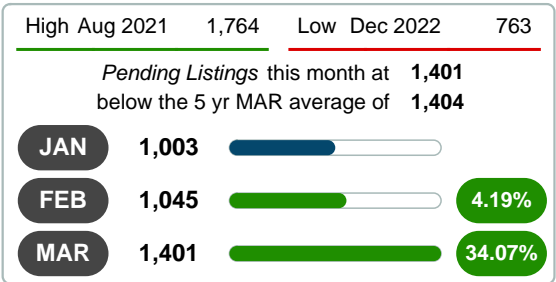 High Aug 2021 1,764 Low Dec 2022 763
Pending Listings this month at 1,401
below the 5 yr MAR average of 1,404
JAN 1,003
FEB 1,045 4.19%
MAR 1,401 34.07%